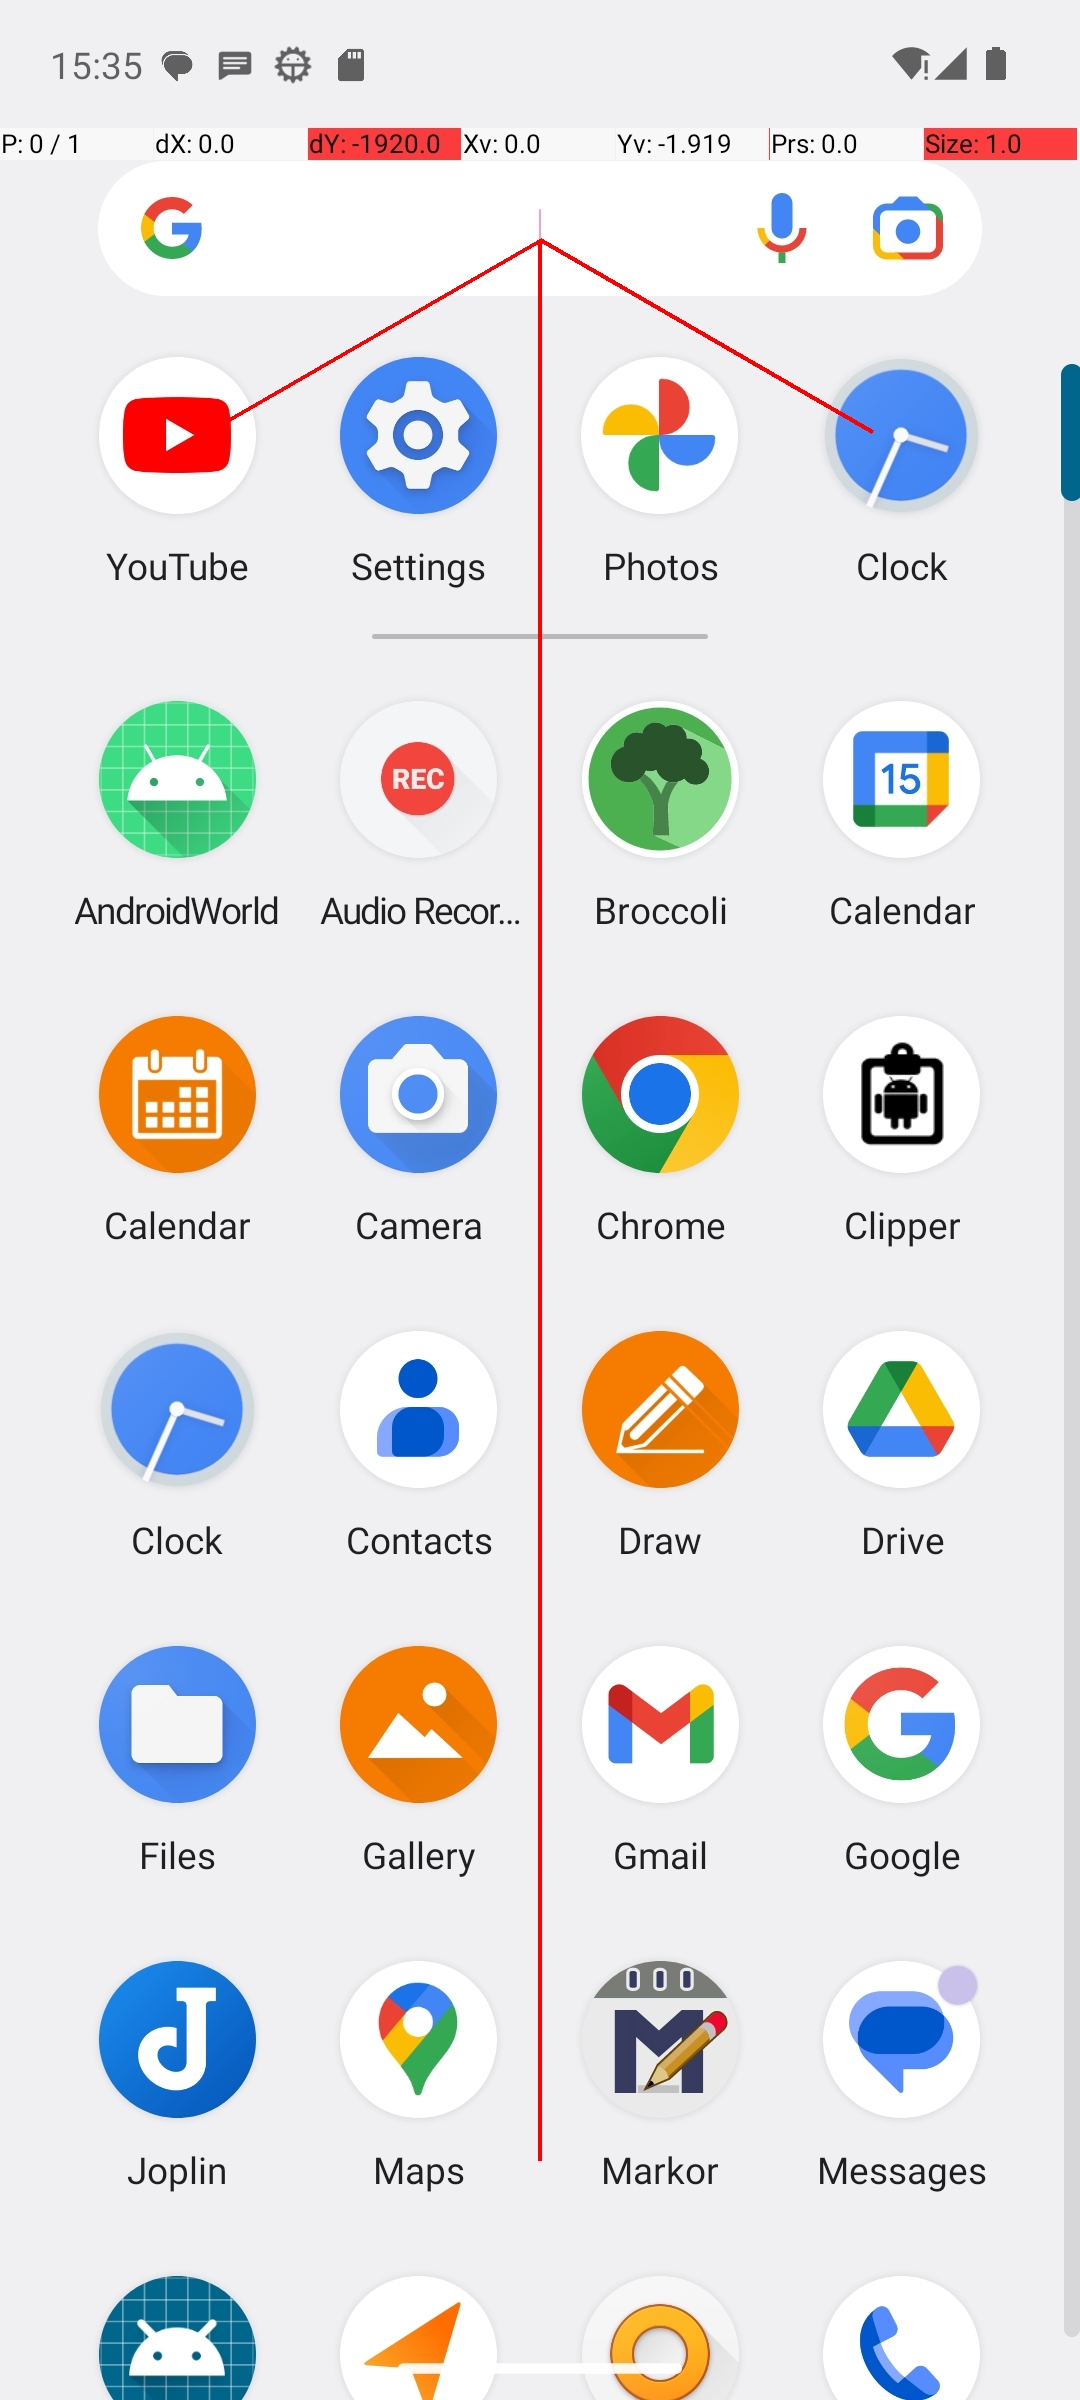 15:35
P: 0 / 1 dX: 0.0 dY: -1920.0 Xv: 0.0 Yv: -1.919 Prs: 0.0 Size: 1.0
YouTube Settings Photos Clock
REC 15
AndroidWorld Audio Recor... Broccoli Calendar
Calendar Camera Chrome Clipper
Clock Contacts Draw Drive
Files Gallery Gmail Google
Joplin Maps Markor Messages